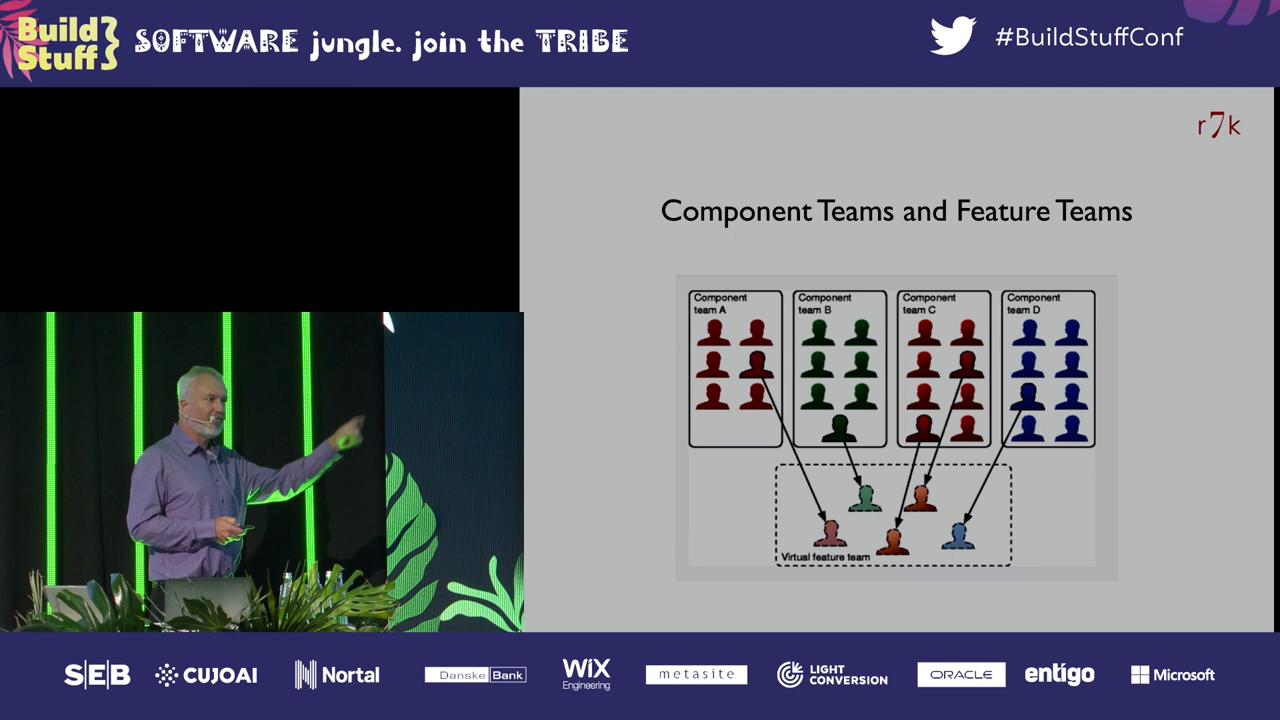 Build
Stuff}
SOFTWARE jungle. join the TRIBE
#BuildStuffConf
r7k
Component Teams and Feature Teams
Component
team A
Component
team B
Component
team C
Component
team D
Virtual feature team
S|E|B
CUJOAI
Nortal
Danske Bank
WiX
Engineering
metasite
LIGHT
CONVERSION
ORACLE
entigo
Microsoft